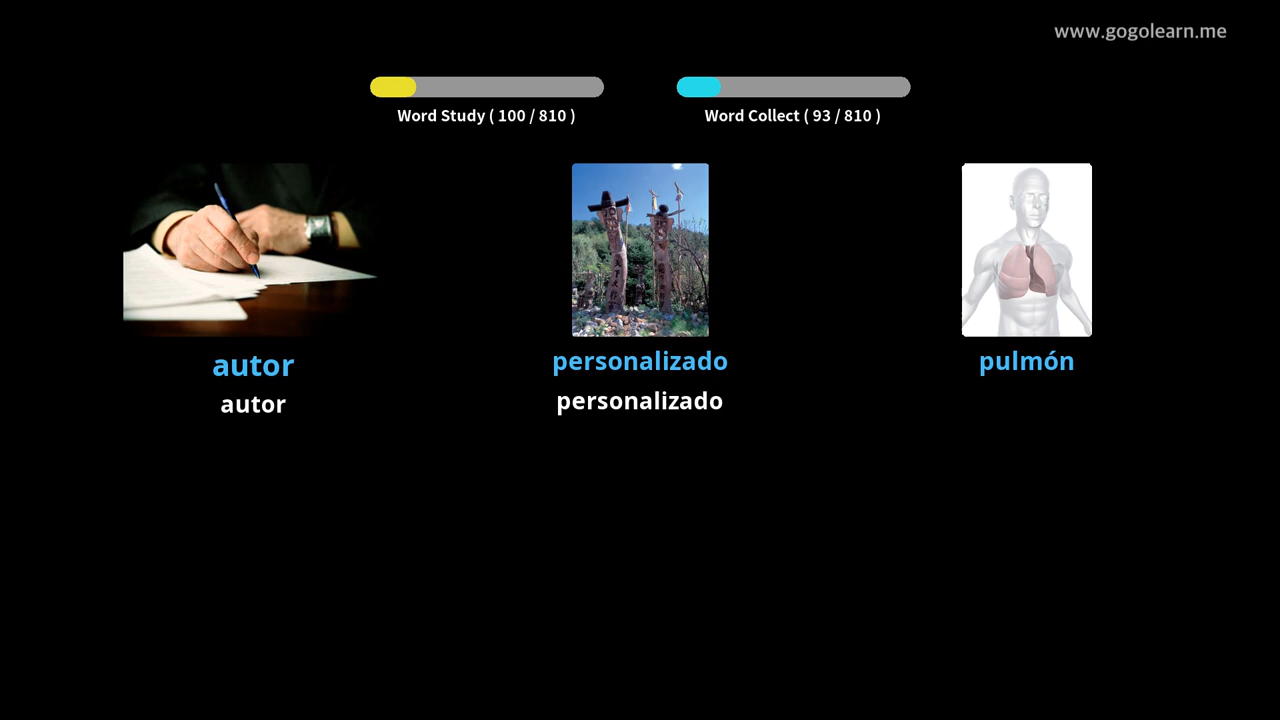 www.gogolearn.me
Word Study ( 100 / 810 )
Word Collect ( 93 / 810 )
autor
autor
personalizado
personalizado
pulmón